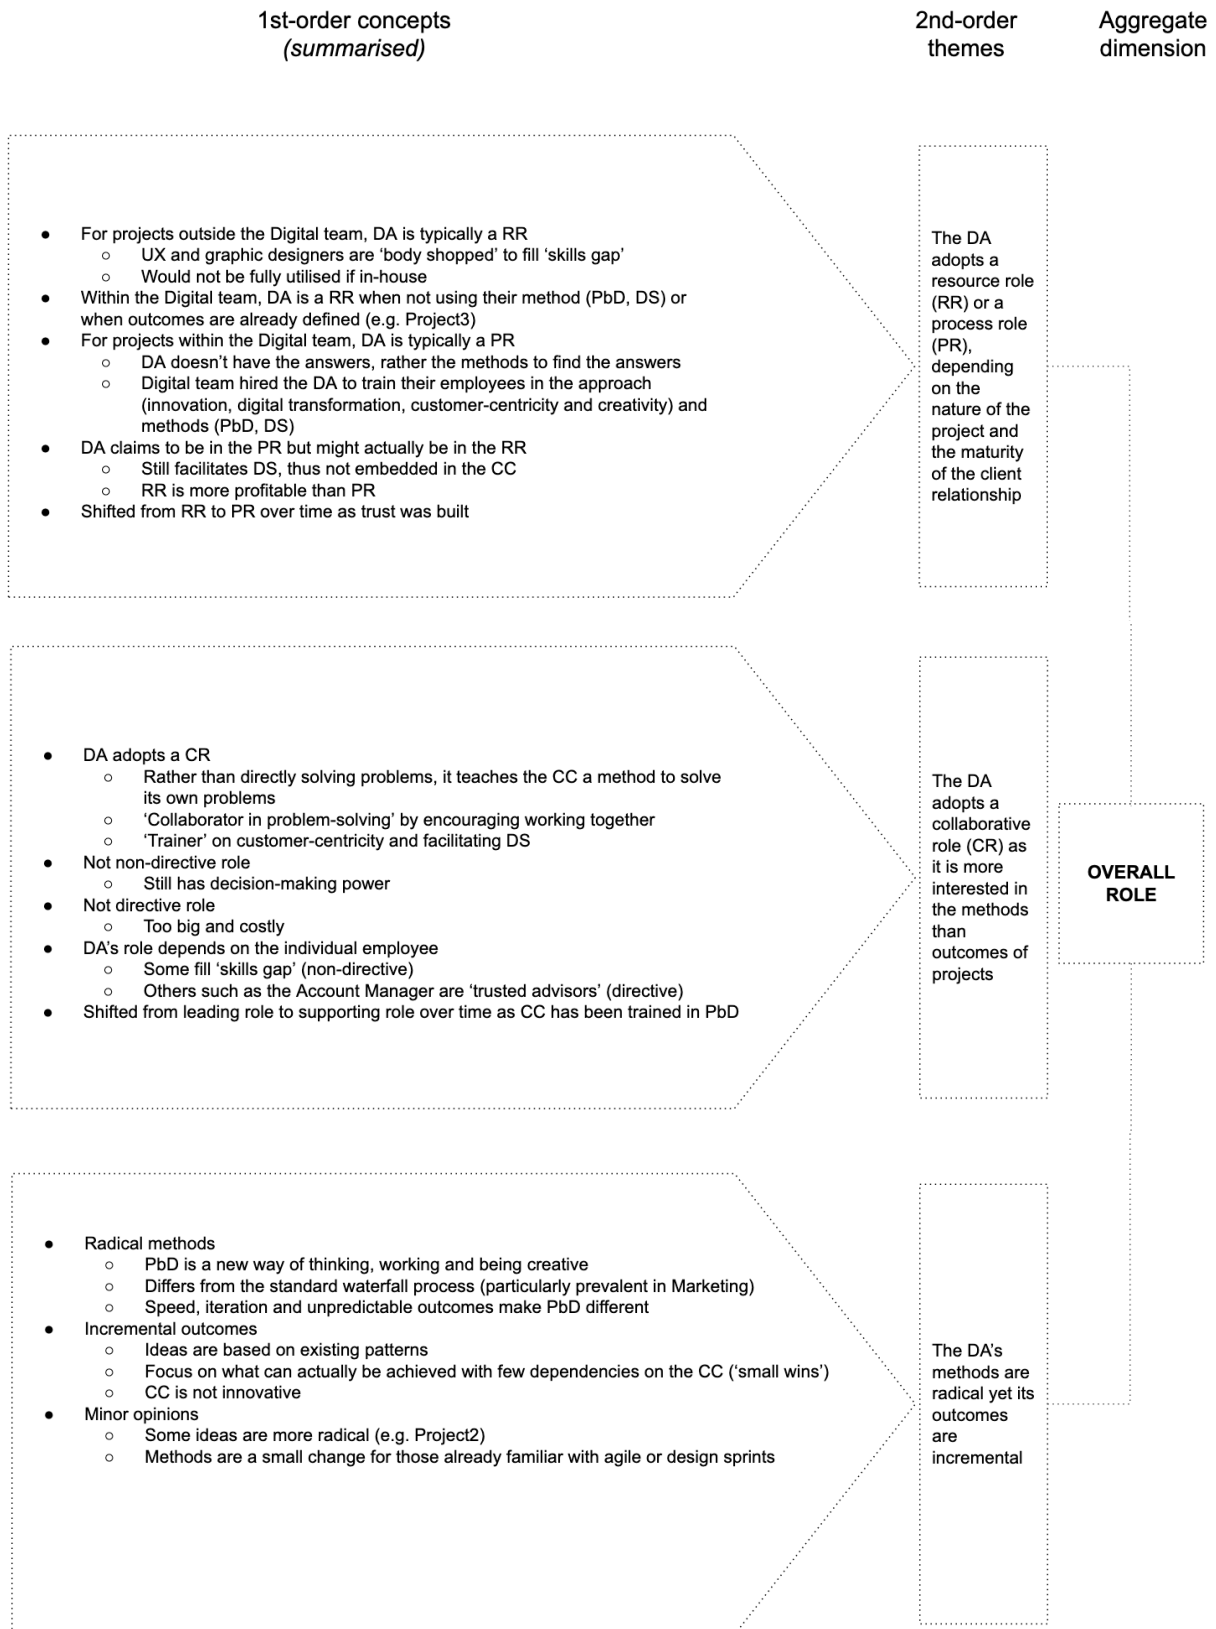 1st-order concepts
(summarised)
2nd-order
themes
Aggregate
dimension
● For projects outside the Digital team, DA is typically a RR
○ UX and graphic designers are ‘body shopped’ to fill ‘skills gap’
○ Would not be fully utilised if in-house
● Within the Digital team, DA is a RR when not using their method (PbD, DS) or
when outcomes are already defined (e.g. Project3)
● For projects within the Digital team, DA is typically a PR
○ DA doesn’t have the answers, rather the methods to find the answers
○ Digital team hired the DA to train their employees in the approach
(innovation, digital transformation, customer-centricity and creativity) and
methods (PbD, DS)
● DA claims to be in the PR but might actually be in the RR
○ Still facilitates DS, thus not embedded in the CC
○ RR is more profitable than PR
● Shifted from RR to PR over time as trust was built
The DA
adopts a
resource role
(RR) or a
process role
(PR),
depending
on the
nature of the
project and
the maturity
of the client
relationship
● DA adopts a CR
○ Rather than directly solving problems, it teaches the CC a method to solve
its own problems
○ ‘Collaborator in problem-solving’ by encouraging working together
○ ‘Trainer’ on customer-centricity and facilitating DS
● Not non-directive role
○ Still has decision-making power
● Not directive role
○ Too big and costly
● DA’s role depends on the individual employee
○ Some fill ‘skills gap’ (non-directive)
○ Others such as the Account Manager are ‘trusted advisors’ (directive)
● Shifted from leading role to supporting role over time as CC has been trained in PbD
The DA
adopts a
collaborative
role (CR) as
it is more
interested in
the methods
than
outcomes of
projects
OVERALL
ROLE
● Radical methods
○ PbD is a new way of thinking, working and being creative
○ Differs from the standard waterfall process (particularly prevalent in Marketing)
○ Speed, iteration and unpredictable outcomes make PbD different
● Incremental outcomes
○ Ideas are based on existing patterns
○ Focus on what can actually be achieved with few dependencies on the CC (‘small wins’)
○ CC is not innovative
● Minor opinions
○ Some ideas are more radical (e.g. Project2)
○ Methods are a small change for those already familiar with agile or design sprints
The DA’s
methods are
radical yet its
outcomes
are
incremental